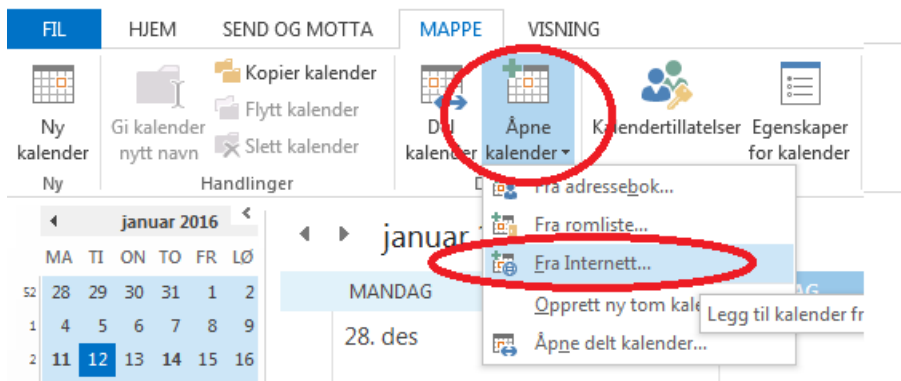 FIL HJEM SEND OG MOTTA MAPPE VISNING
Ny kalender
Gi kalender nytt navn
Kopier kalender
Flytt kalender
Slett kalender
Del kalender
Åpne kalender
Kalendertillatelser
Egenskaper for kalender
Ny Handlinger
Fra adressebok...
Fra romliste...
Fra Internett...
Opprett ny tom
Legg til kalender
Åpne delt kalender...
januar 2016
MA TI ON TO FR LØ
52 28 29 30 31 1 2
1 4 5 6 7 8 9
2 11 12 13 14 15 16
januar
MANDAG
28. des